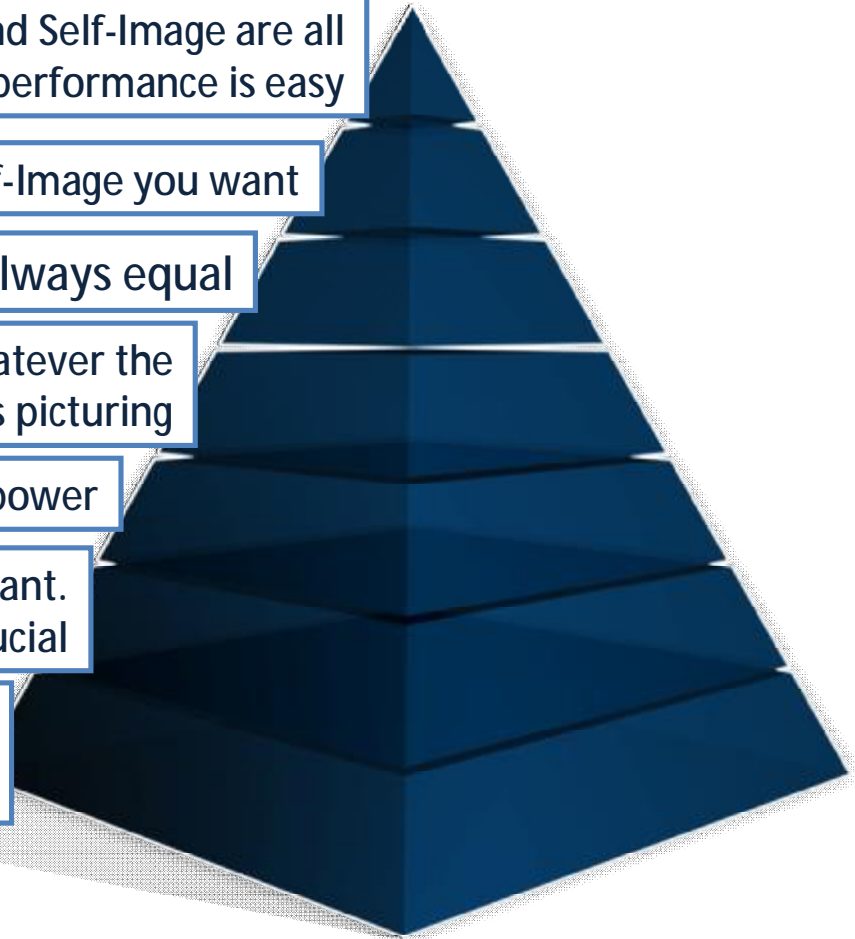 nd Self-Image are all
performance is easy
f-Image you want
lways equal
atever the
s picturing
power
ant.
ucial